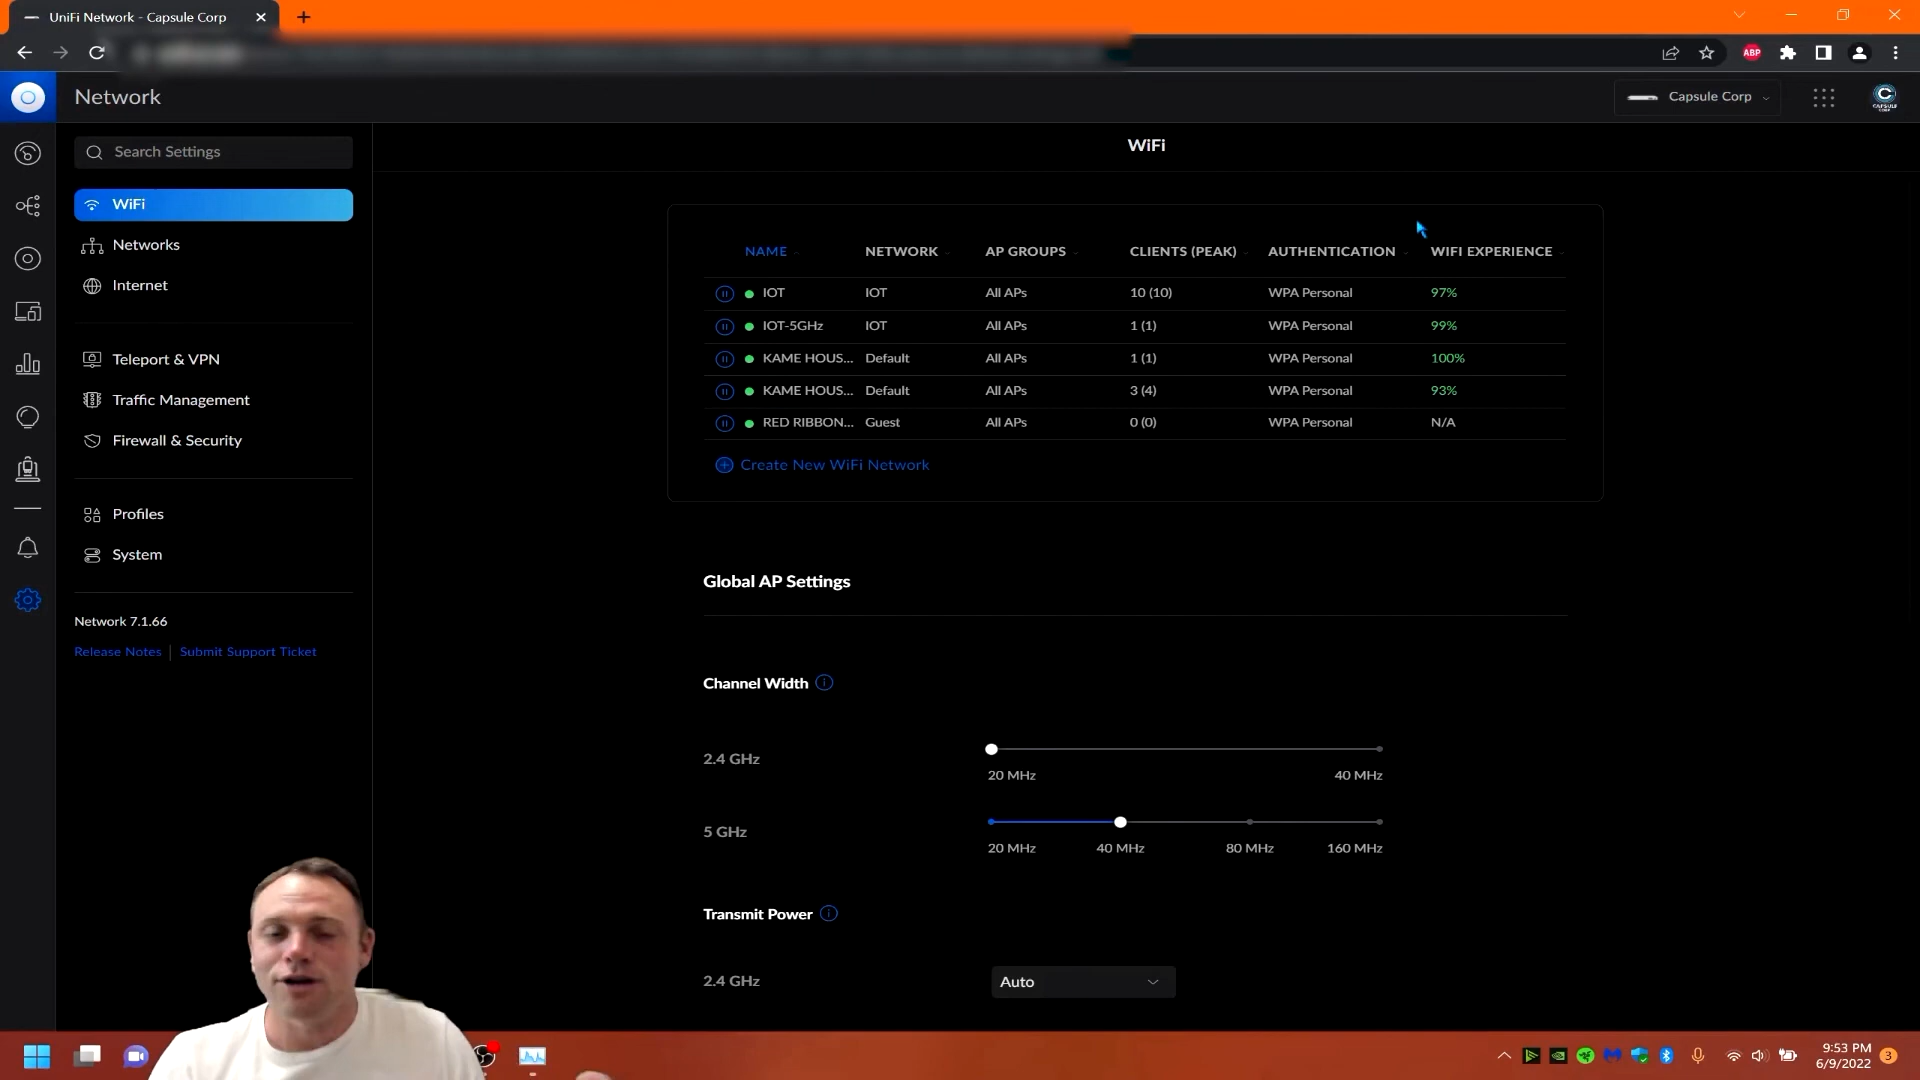 UniFi Network - Capsule Corp
ABP
Network
Capsule Corp
CAPSULE
CORP
Search Settings
WiFi
WiFi
Networks
Internet
Teleport & VPN
Traffic Management
Firewall & Security
Profiles
System
Network 7.1.66
Release Notes | Submit Support Ticket
NAME NETWORK AP GROUPS CLIENTS (PEAK) AUTHENTICATION WIFI EXPERIENCE
IOT IOT All APs 10 (10) WPA Personal 97%
IOT-5GHz IOT All APs 1 (1) WPA Personal 99%
KAME HOUS... Default All APs 1 (1) WPA Personal 100%
KAME HOUS... Default All APs 3 (4) WPA Personal 93%
RED RIBBON... Guest All APs 0 (0) WPA Personal N/A
Create New WiFi Network
Global AP Settings
Channel Width
2.4 GHz
20 MHz 40 MHz
5 GHz
20 MHz 40 MHz 80 MHz 160 MHz
Transmit Power
2.4 GHz Auto
9:53 PM
6/9/2022
3